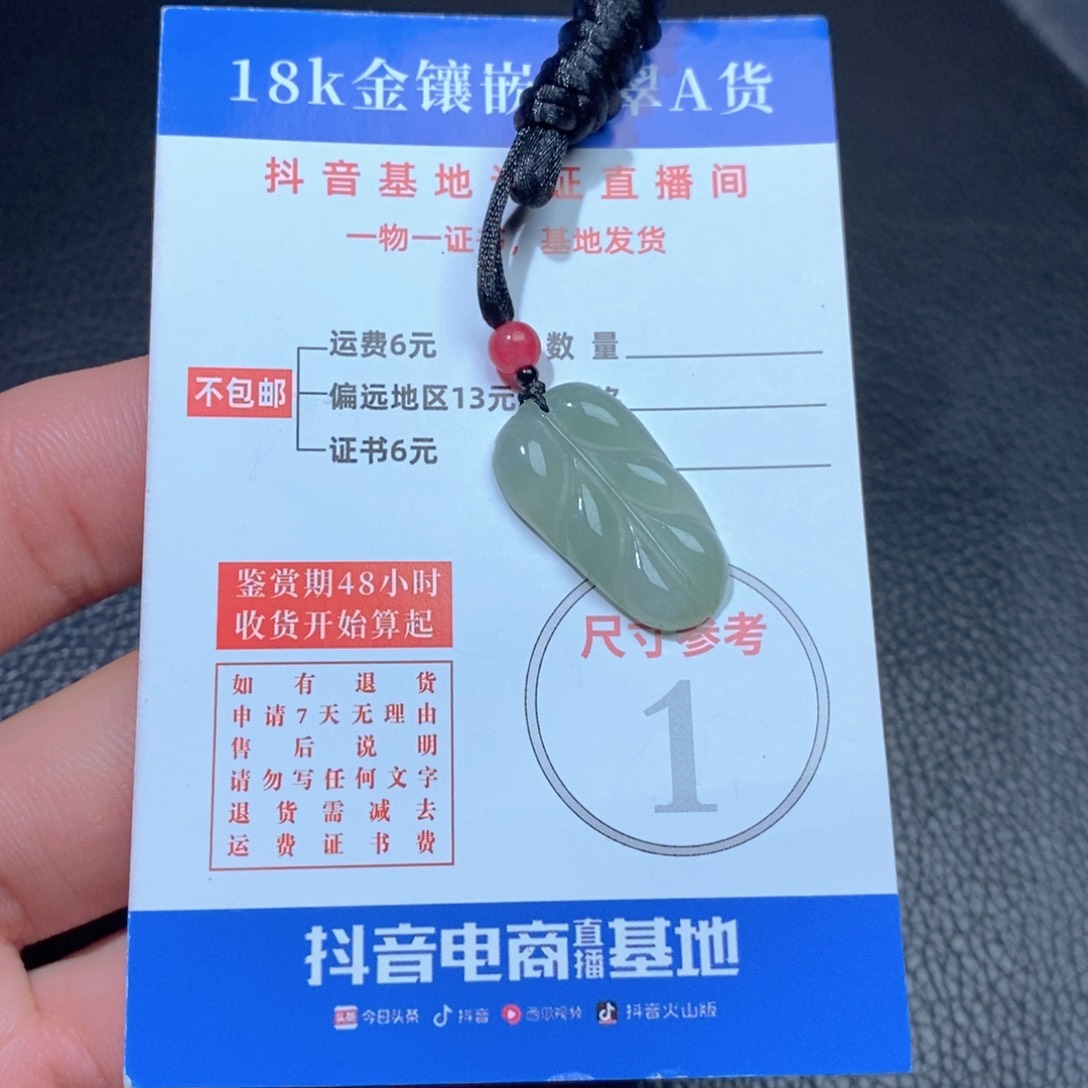 18k金镶嵌翠A货
抖音基地证直播间
一物一证,基地发货
运费6元
数量
不包邮
偏远地区13元
证书6元
鉴赏期48小时
收货开始算起
尺寸参考
1
如有退货
申请7天无理由
售后说明
请勿写任何文字
退货需减去
运费证书费
抖音电商直播基地
头条 今日头条 抖音 西瓜视频 抖音火山版